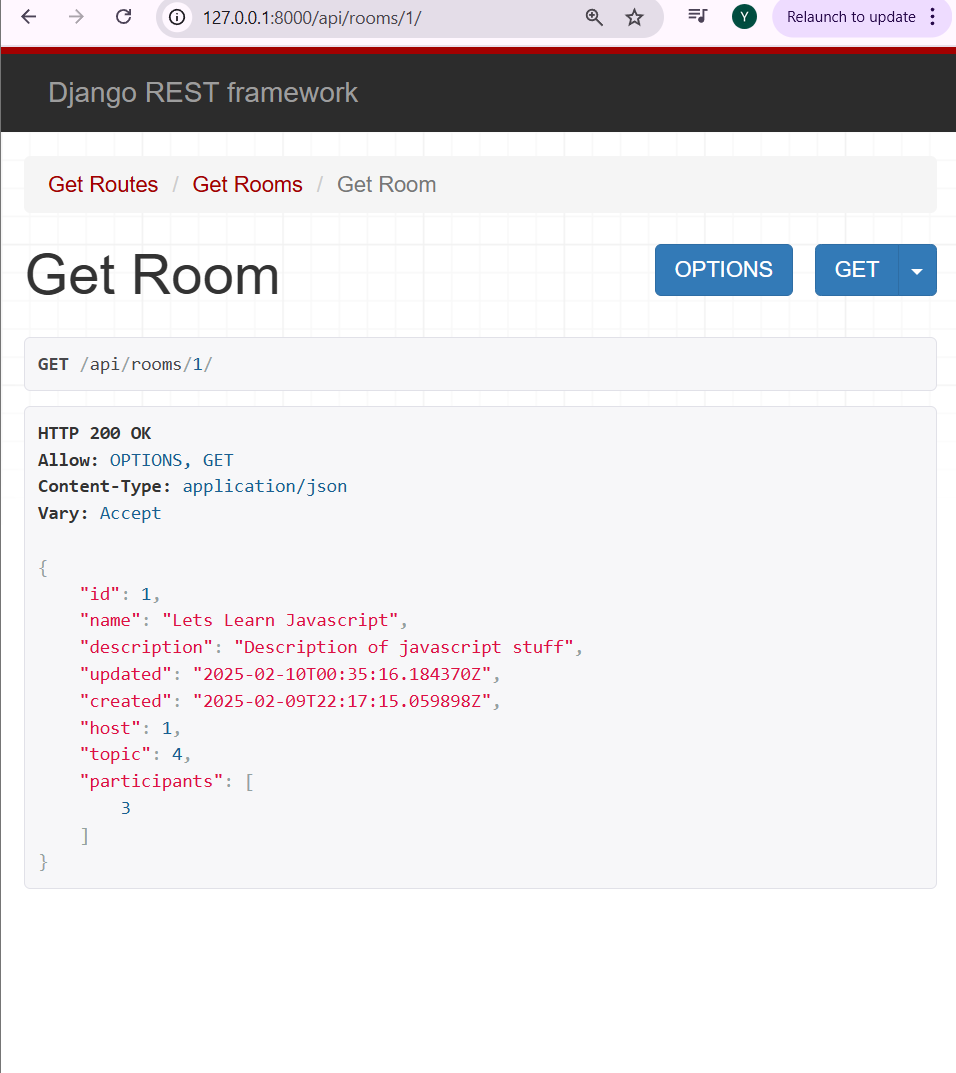 127.0.0.1:8000/api/rooms/1/
Y
Relaunch to update
Django REST framework
Get Routes / Get Rooms / Get Room
Get Room
OPTIONS
GET
GET /api/rooms/1/
HTTP 200 OK
Allow: OPTIONS, GET
Content-Type: application/json
Vary: Accept
{
    "id": 1,
    "name": "Lets Learn Javascript",
    "description": "Description of javascript stuff",
    "updated": "2025-02-10T00:35:16.184370Z",
    "created": "2025-02-09T22:17:15.059898Z",
    "host": 1,
    "topic": 4,
    "participants": [
        3
    ]
}